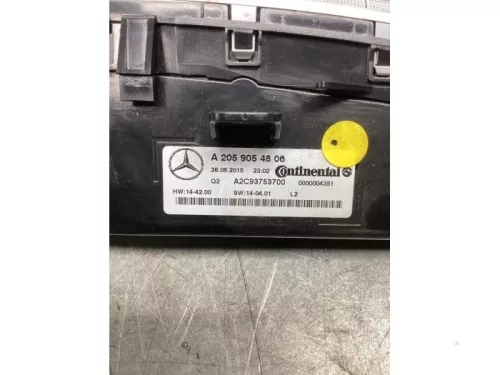 A 205 905 48 06
28.06.2015 23:02 Continental
Q2 A2C93753700 0000004351
HW:14-42.00 SW:14-04.01 L2